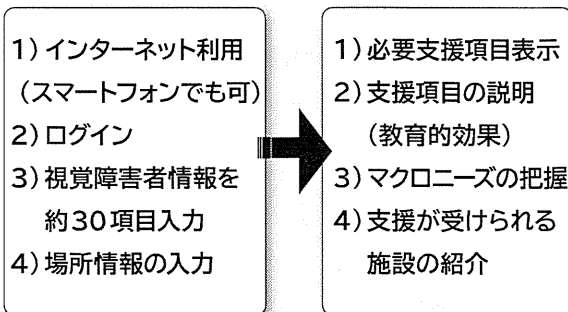 1)インターネット利用
(スマートフォンでも可)
2)ログイン
3)視覚障害者情報を
約30項目入力
4)場所情報の入力
1)必要支援項目表示
2)支援項目の説明
(教育的効果)
3)マクロニーズの把握
4)支援が受けられる
施設の紹介